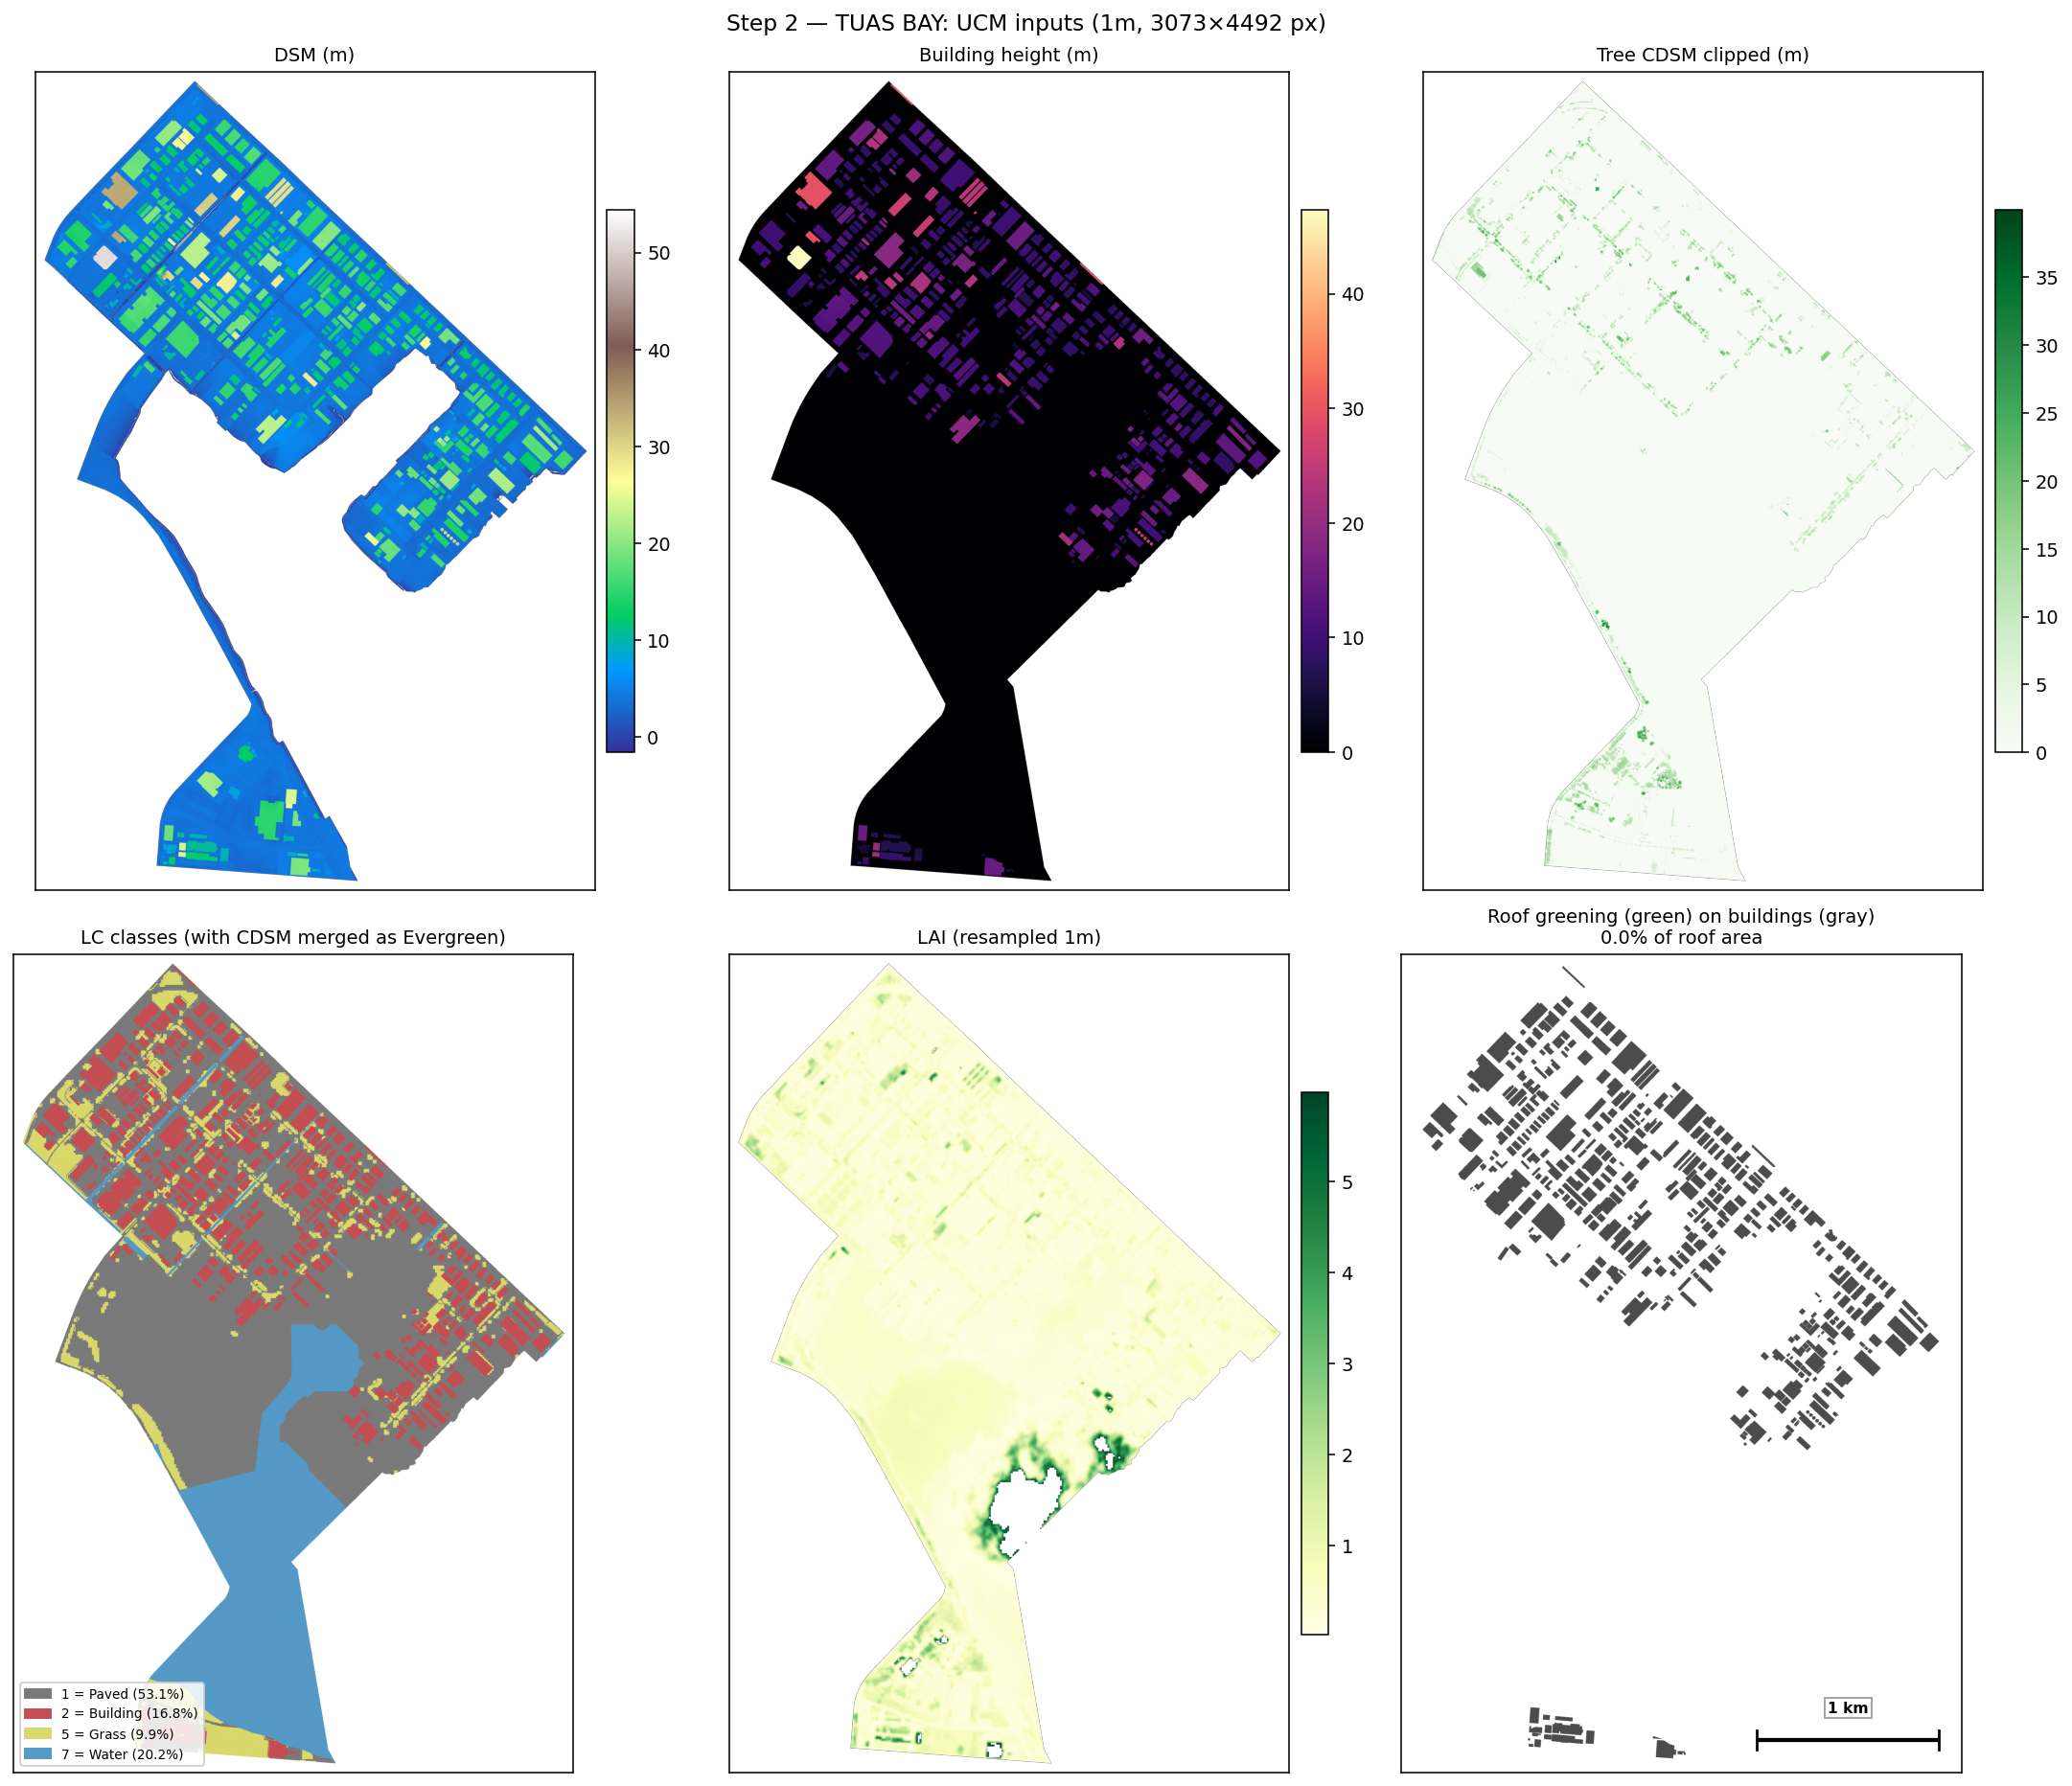 Step 2 — TUAS BAY: UCM inputs (1m, 3073×4492 px)
DSM (m)
50
40
30
20
10
0
Building height (m)
40
30
20
10
0
Tree CDSM clipped (m)
35
30
25
20
15
10
5
0
LC classes (with CDSM merged as Evergreen)
1 = Paved (53.1%)
2 = Building (16.8%)
5 = Grass (9.9%)
7 = Water (20.2%)
LAI (resampled 1m)
5
4
3
2
1
Roof greening (green) on buildings (gray)
0.0% of roof area
1 km